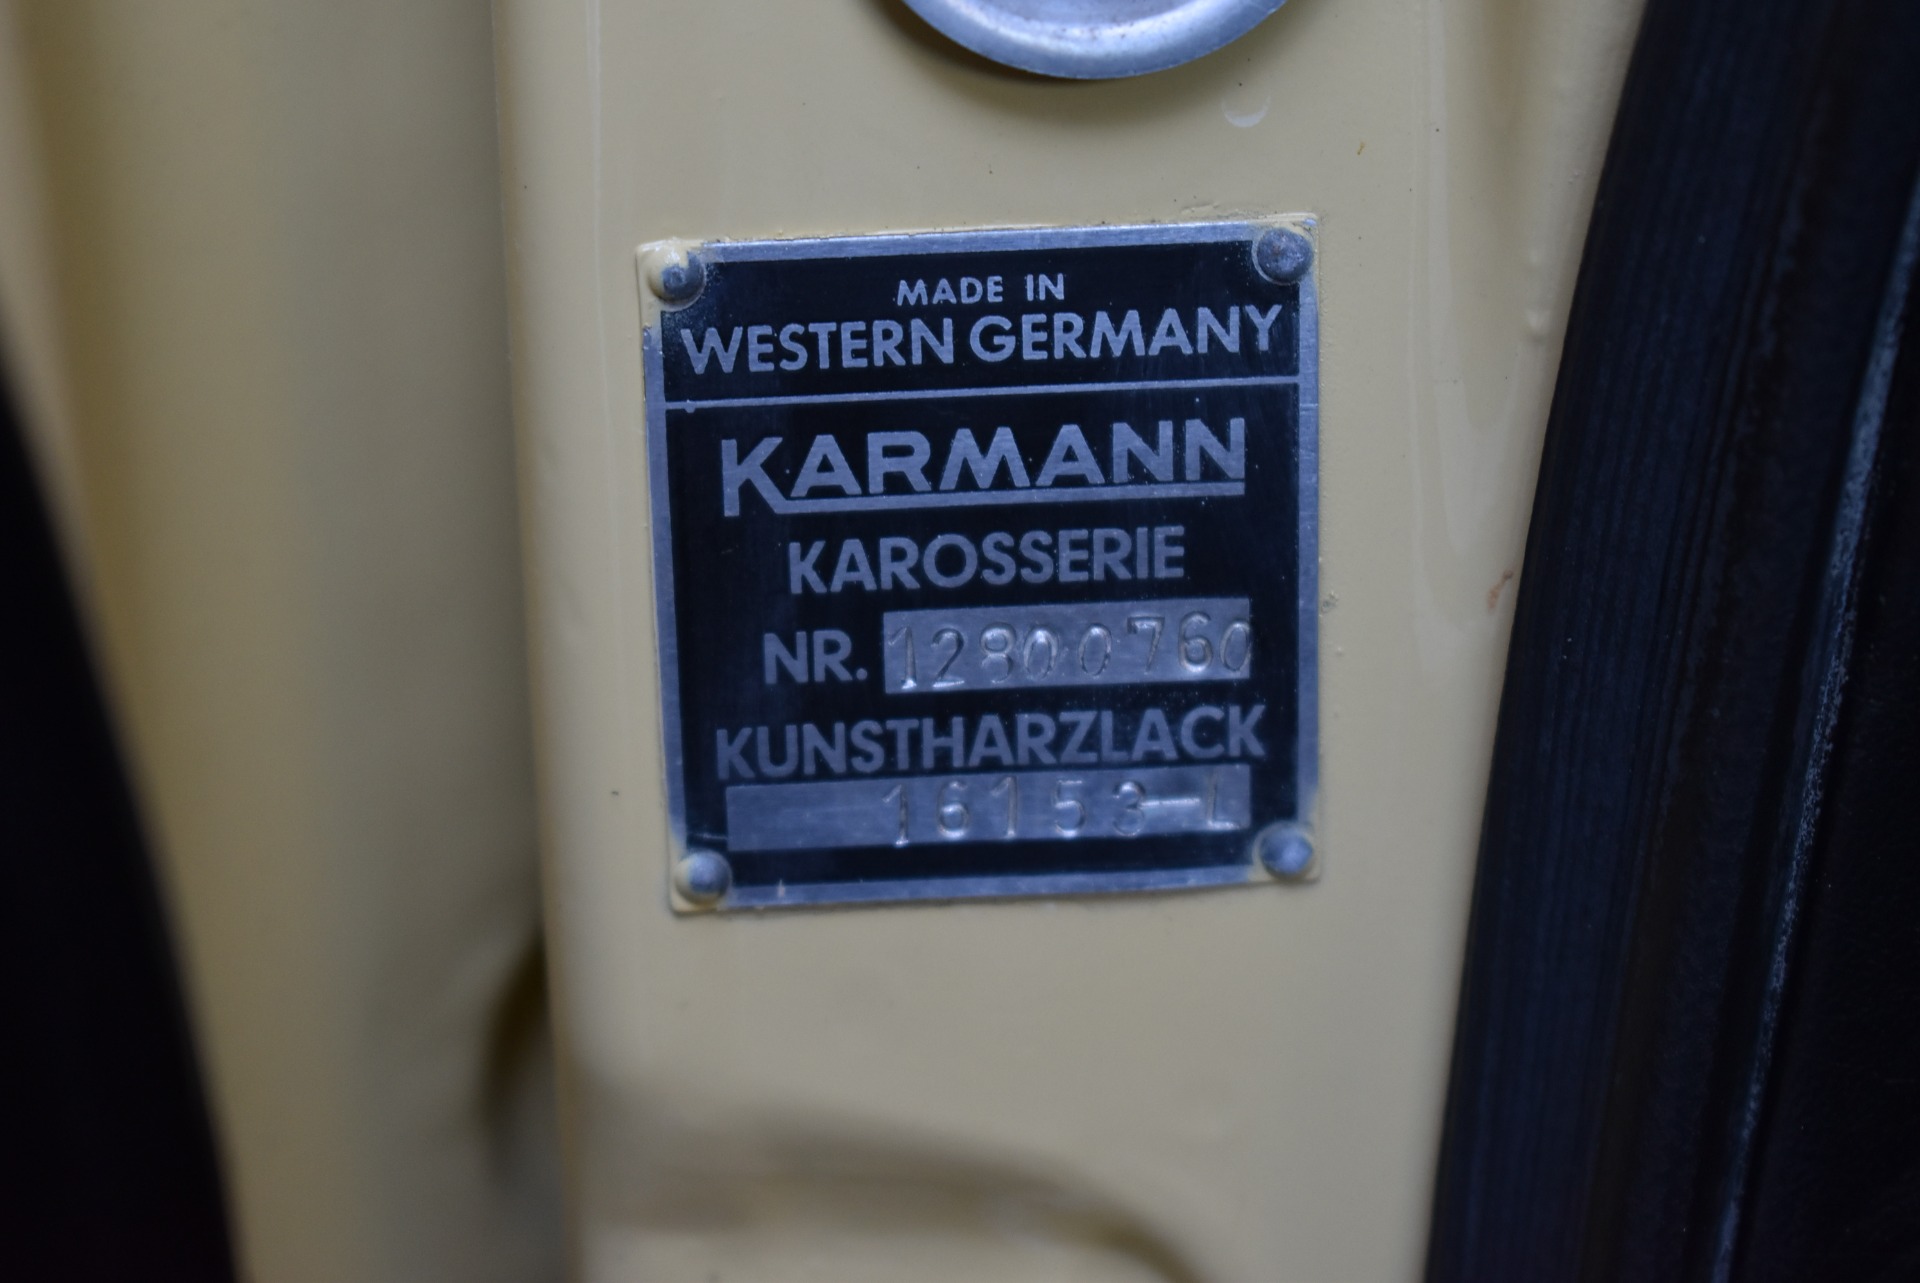 MADE IN
WESTERN GERMANY
KARMANN
KAROSSERIE
NR. 12800760
KUNSTHARZLACK
16153-L